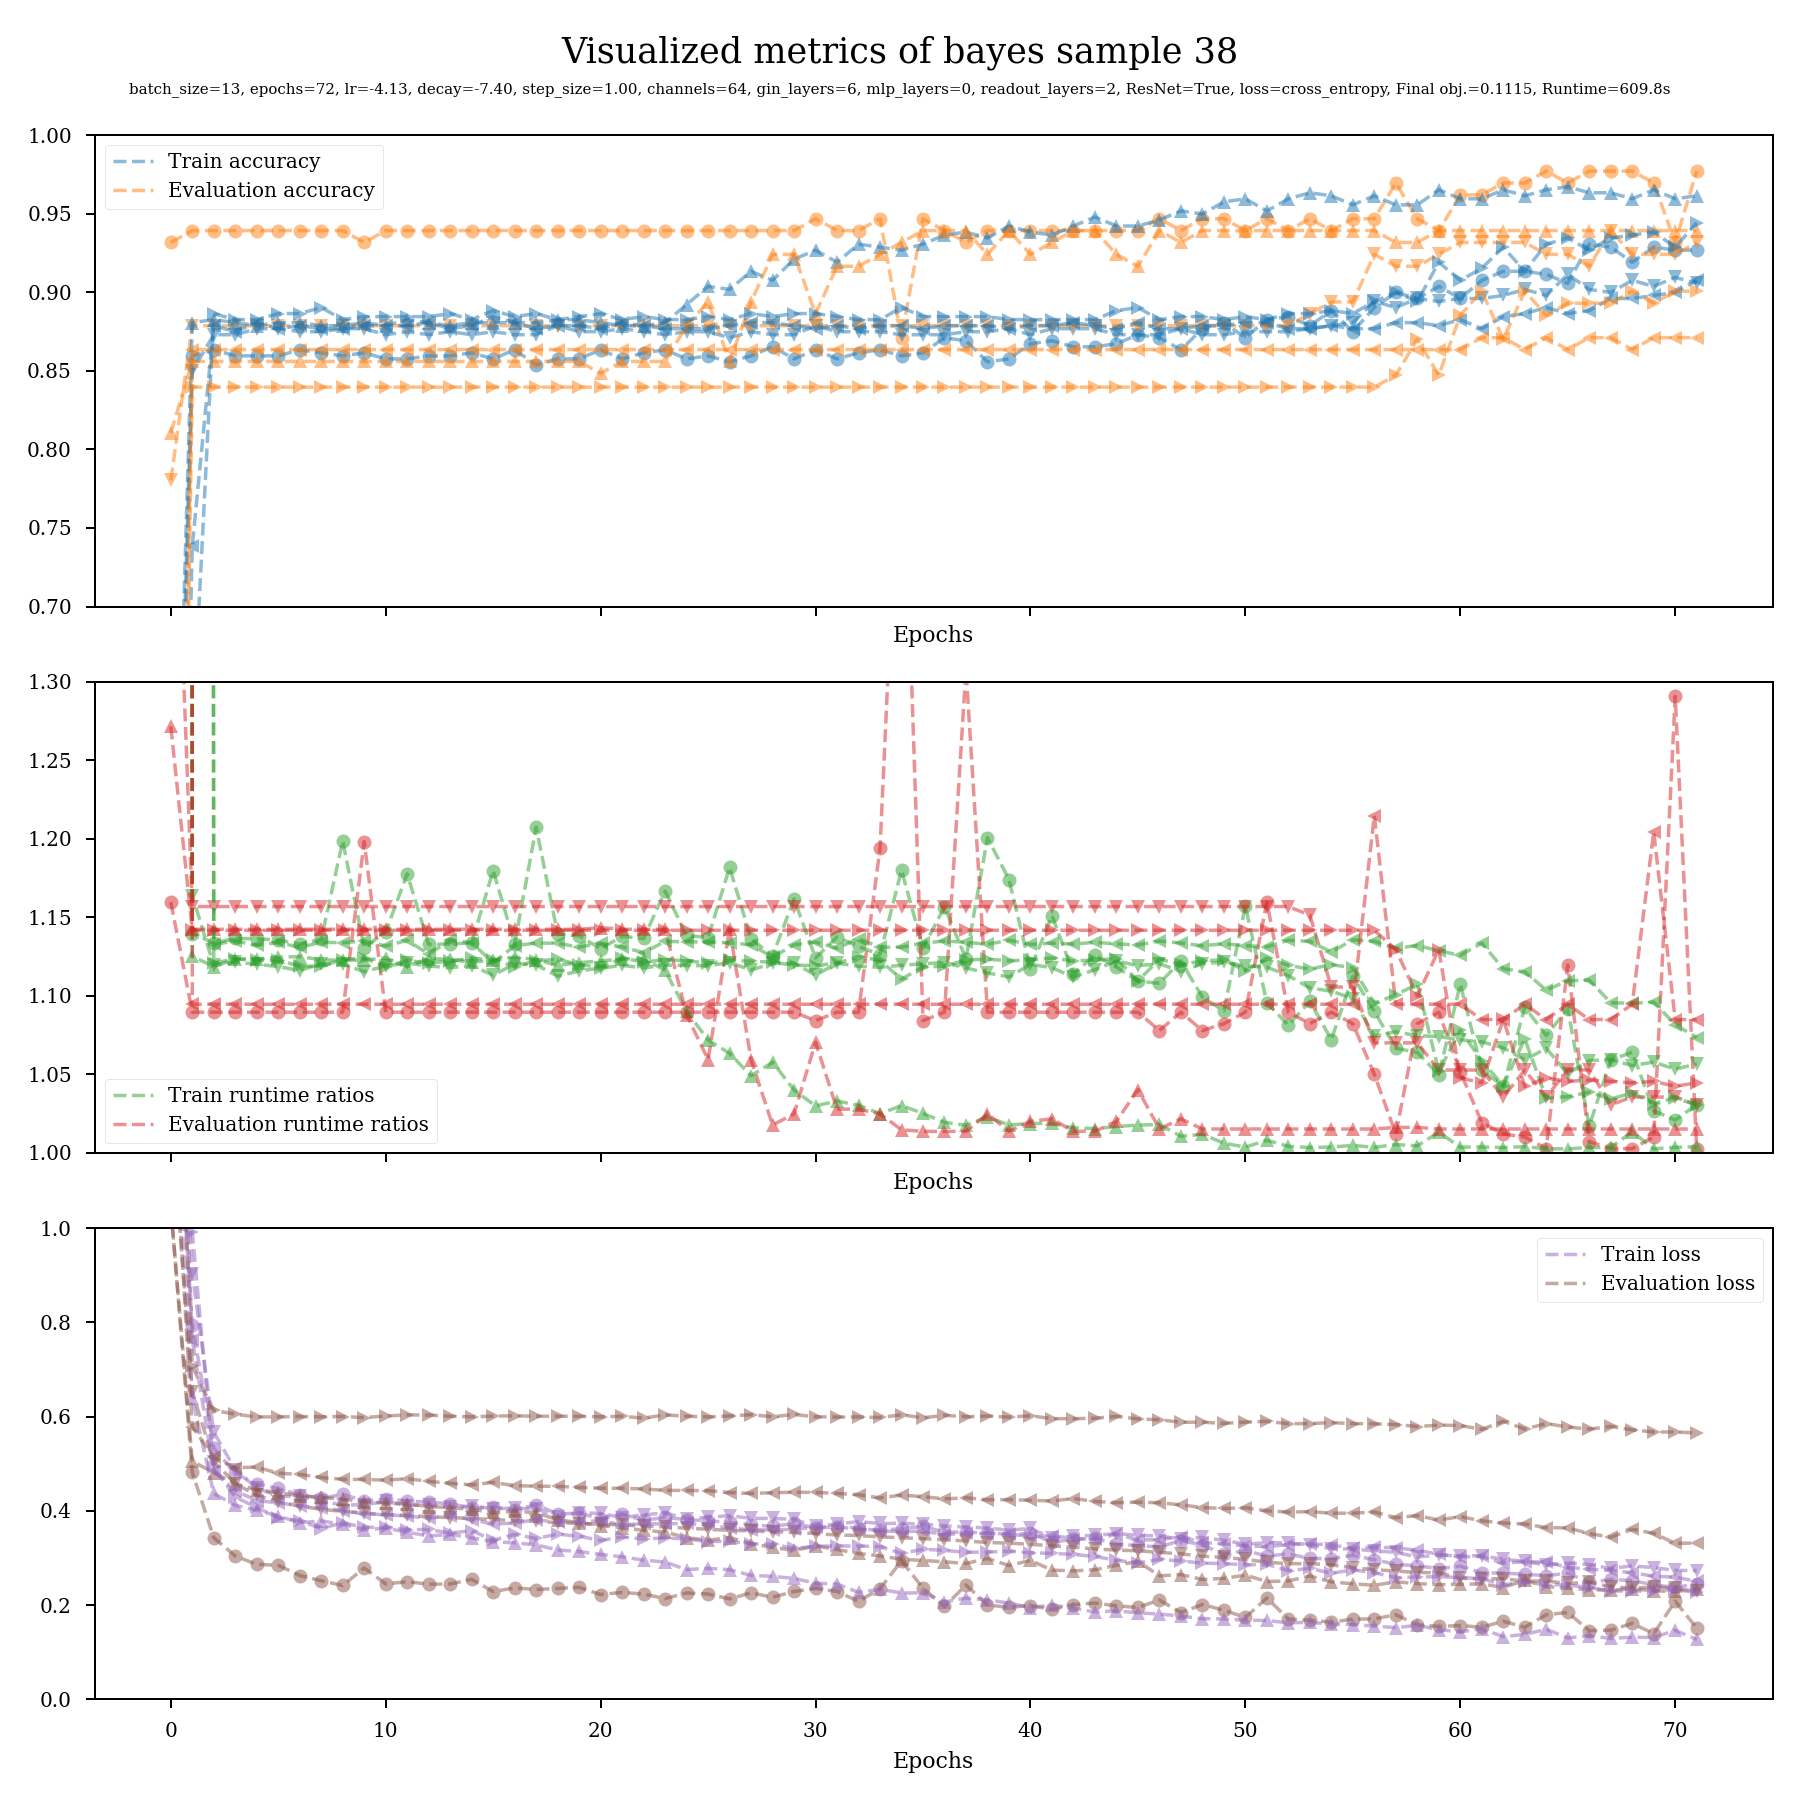 Visualized metrics of bayes sample 38
batch_size=13, epochs=72, lr=-4.13, decay=-7.40, step_size=1.00, channels=64, gin_layers=6, mlp_layers=0, readout_layers=2, ResNet=True, loss=cross_entropy, Final obj.=0.1115, Runtime=609.8s
1.00
0.95
0.90
0.85
0.80
0.75
0.70
Train accuracy
Evaluation accuracy
Epochs
1.30
1.25
1.20
1.15
1.10
1.05
1.00
Train runtime ratios
Evaluation runtime ratios
Epochs
1.0
0.8
0.6
0.4
0.2
0.0
Train loss
Evaluation loss
0 10 20 30 40 50 60 70
Epochs